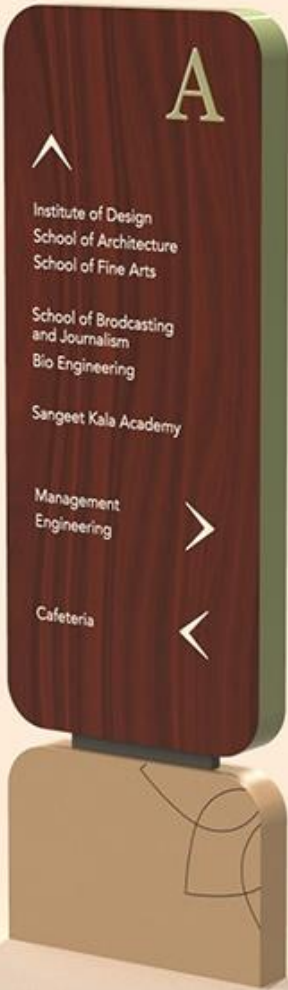 A
Institute of Design
School of Architecture
School of Fine Arts
School of Brodcasting
and Journalism
Bio Engineering
Sangeet Kala Academy
Management
Engineering
Cafeteria